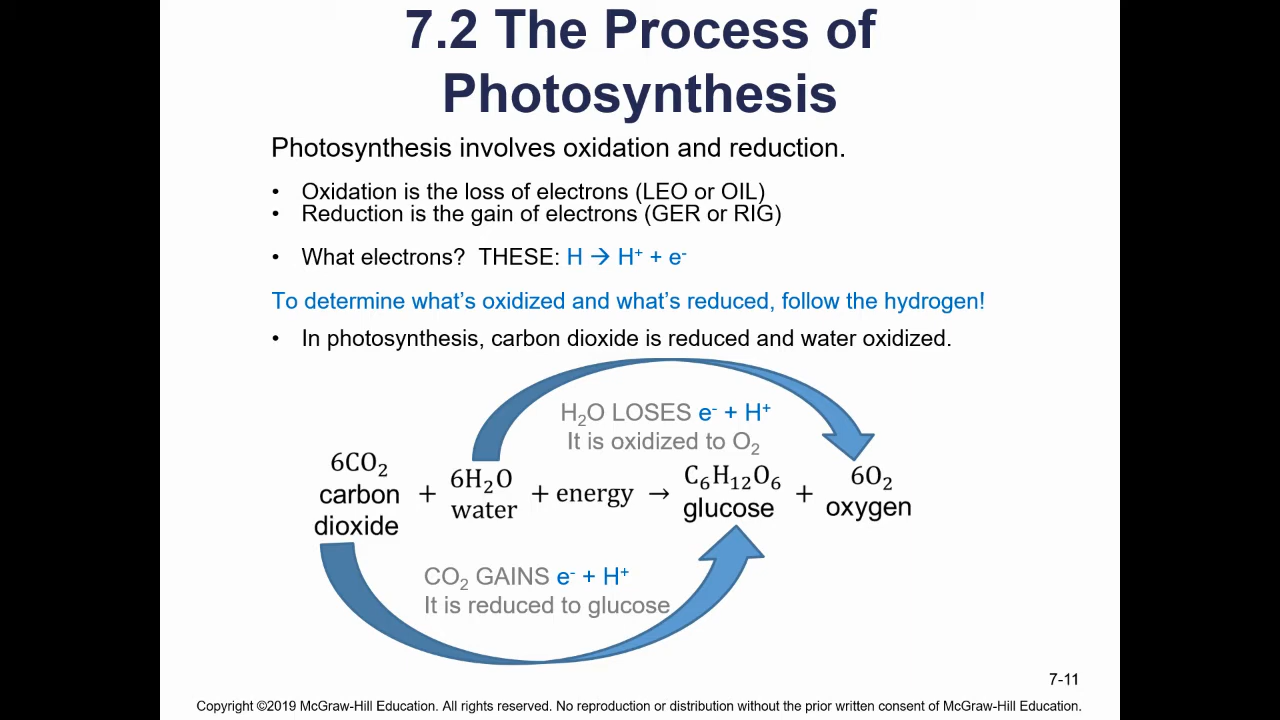 7.2 The Process of
Photosynthesis
Photosynthesis involves oxidation and reduction.
• Oxidation is the loss of electrons (LEO or OIL)
• Reduction is the gain of electrons (GER or RIG)
• What electrons? THESE: H → H⁺ + e⁻
To determine what's oxidized and what's reduced, follow the hydrogen!
• In photosynthesis, carbon dioxide is reduced and water oxidized.
H₂O LOSES e⁻ + H⁺
It is oxidized to O₂
6CO₂
carbon
dioxide
+
6H₂O
water
+ energy →
C₆H₁₂O₆
glucose
+
6O₂
oxygen
CO₂ GAINS e⁻ + H⁺
It is reduced to glucose
7-11
Copyright ©2019 McGraw-Hill Education. All rights reserved. No reproduction or distribution without the prior written consent of McGraw-Hill Education.